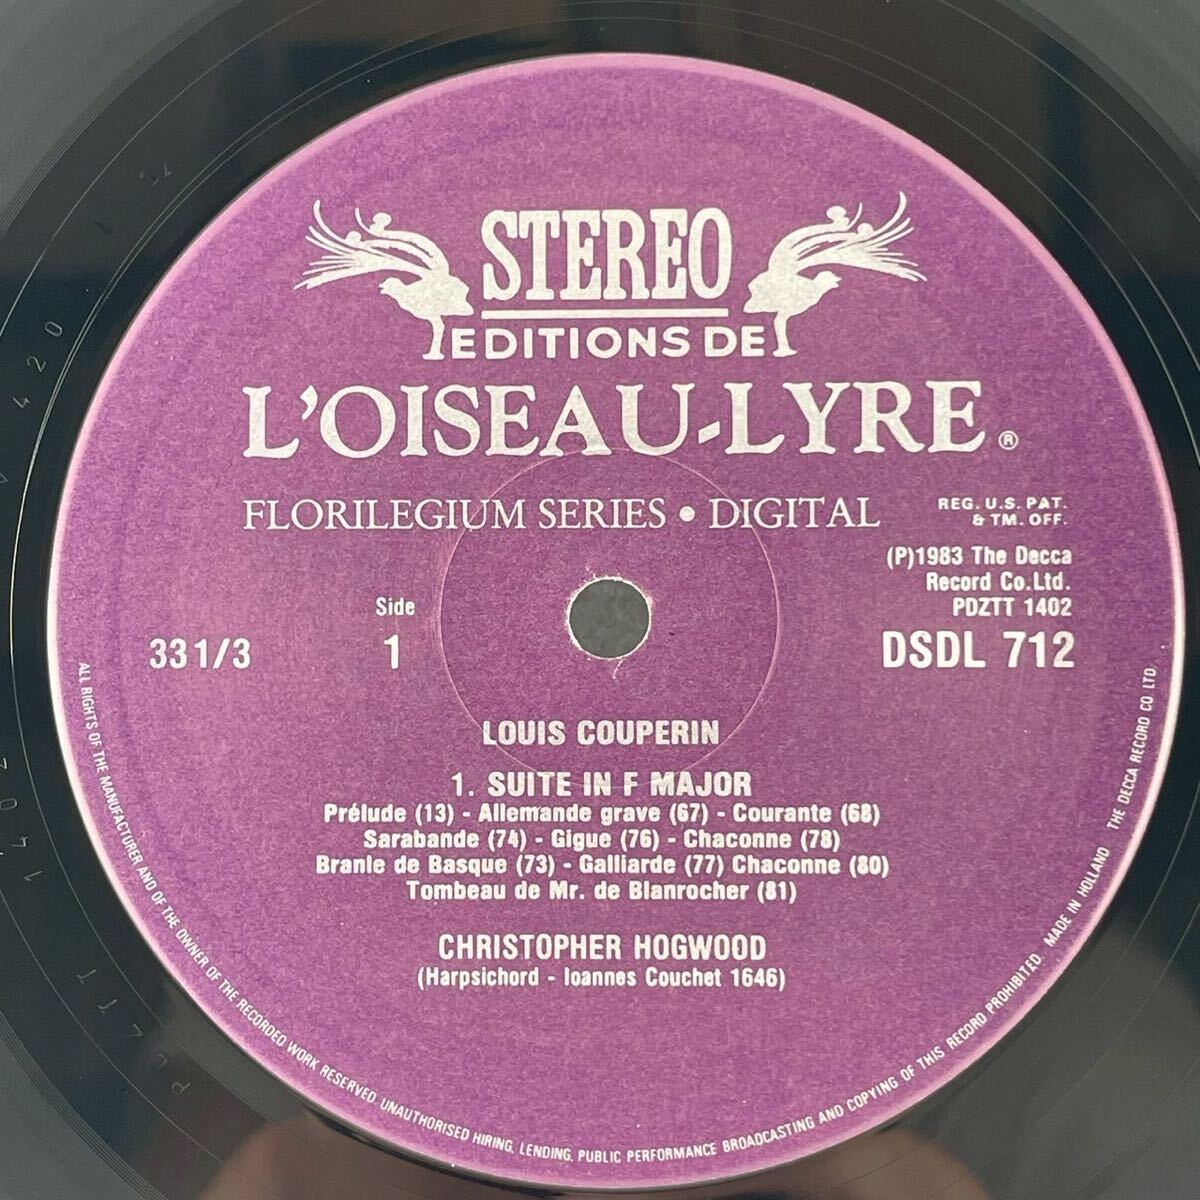 STEREO
EDITIONS DE
L'OISEAU-LYRE ®
FLORILEGIUM SERIES • DIGITAL
REG. U.S. PAT.
& TM. OFF.
(P)1983 The Decca
Record Co.Ltd.
PDZTT 1402
Side
33 1/3
1
DSDL 712
LOUIS COUPERIN
1. SUITE IN F MAJOR
Prélude (13) - Allemande grave (67) - Courante (68)
Sarabande (74) - Gigue (76) - Chaconne (78)
Branle de Basque (73) - Galliarde (77) Chaconne (80)
Tombeau de Mr. de Blanrocher (81)
CHRISTOPHER HOGWOOD
(Harpsichord - Ioannes Couchet 1646)
ALL RIGHTS OF THE MANUFACTURER AND OF THE OWNER OF THE RECORDED WORK RESERVED UNAUTHORISED HIRING, LENDING, PUBLIC PERFORMANCE BROADCASTING AND COPYING OF THIS RECORD PROHIBITED MADE IN HOLLAND THE DECCA RECORD CO LTD.
1402
420
12